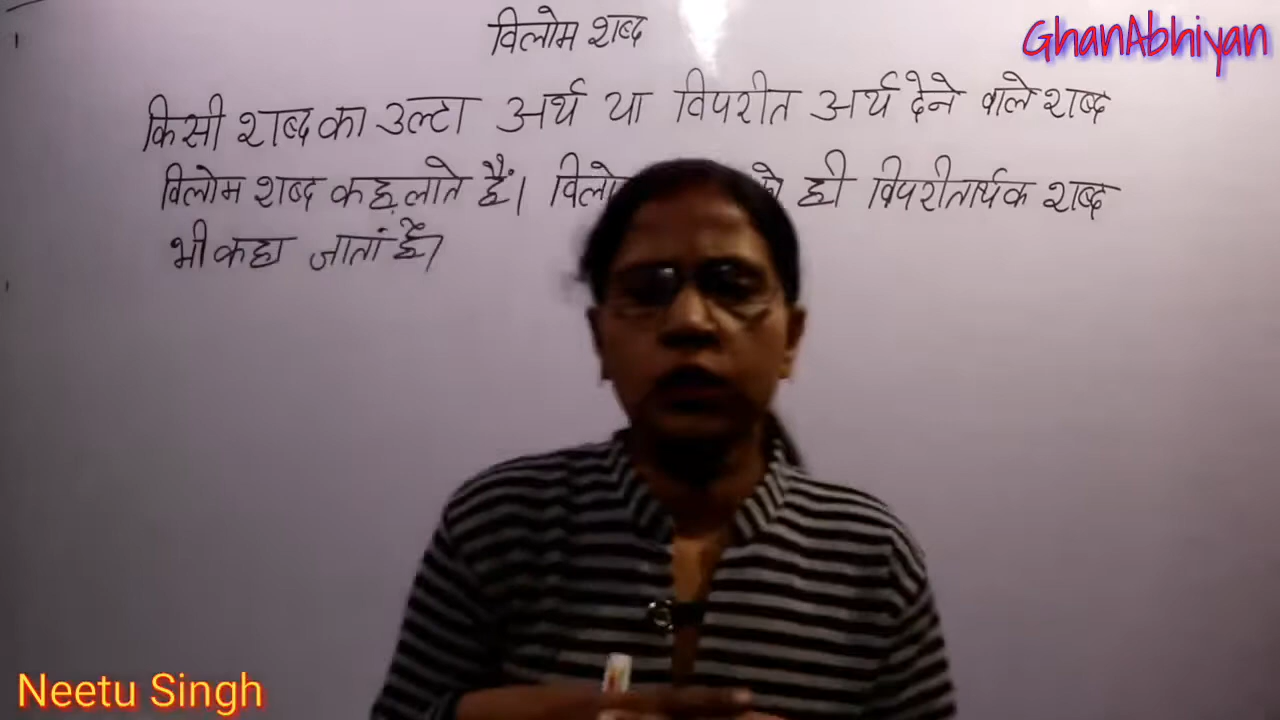 विलोम शब्द
GhanAbhiyan
किसी शब्द का उल्टा अर्थ या विपरीत अर्थ देने वाले शब्द
विलोम शब्द कहलाते हैं। ही विपरीतार्थक शब्द
भी कहा जातां हैं।
Neetu Singh